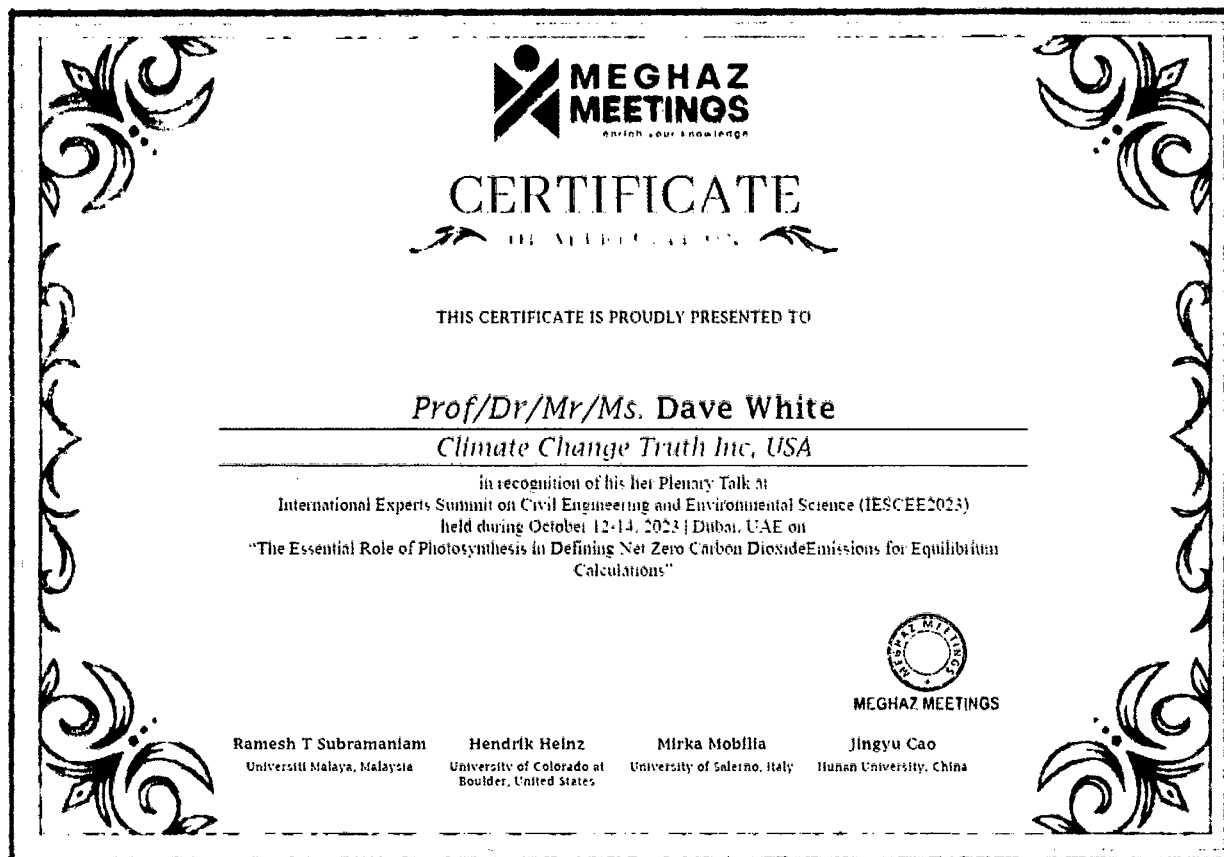 MEGHAZ
MEETINGS
enrich your knowledge
CERTIFICATE
THIS CERTIFICATE IS PROUDLY PRESENTED TO
Prof/Dr/Mr/Ms. Dave White
Climate Change Truth Inc, USA
in recognition of his her Plenary Talk at
International Experts Summit on Civil Engineering and Environmental Science (IESCEE2023)
held during October 12-14, 2023 | Dubai, UAE on
“The Essential Role of Photosynthesis in Defining Net Zero Carbon DioxideEmissions for Equilibrium
Calculations”
MEGHAZ MEETINGS
MEGHAZ MEETINGS
Ramesh T Subramaniam
Universiti Malaya, Malaysia
Hendrik Heinz
University of Colorado at
Boulder, United States
Mirka Mobilia
University of Salerno, Italy
Jingyu Cao
Hunan University, China